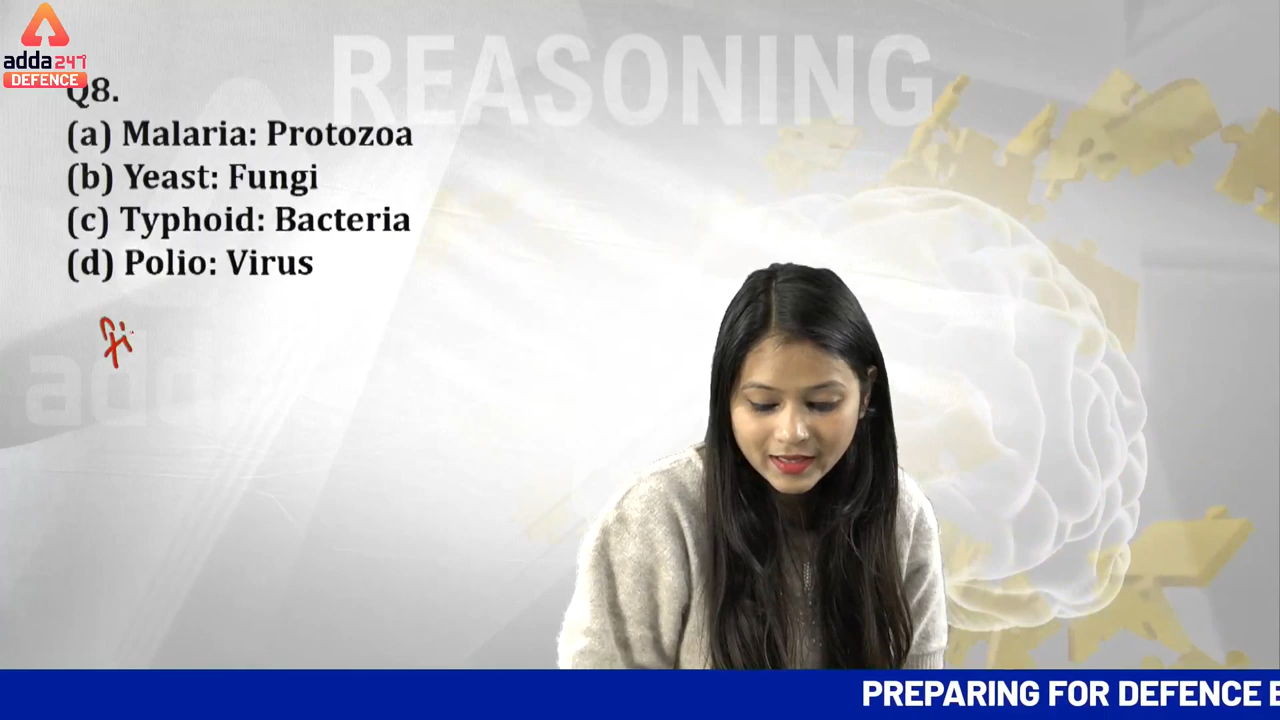 adda247
DEFENCE
REASONING
Q8.
(a) Malaria: Protozoa
(b) Yeast: Fungi
(c) Typhoid: Bacteria
(d) Polio: Virus
PREPARING FOR DEFENCE